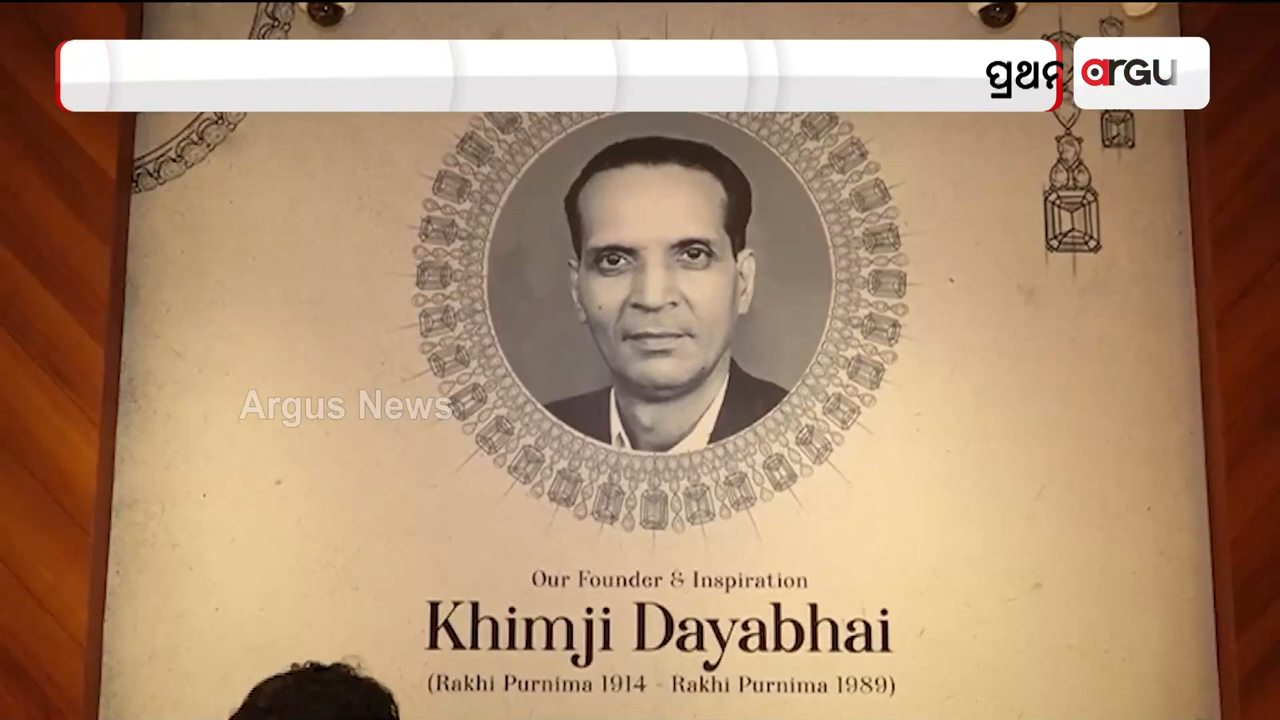 ପ୍ରଥମ
ARGU
Argus News
Our Founder & Inspiration
Khimji Dayabhai
(Rakhi Purnima 1914 - Rakhi Purnima 1989)